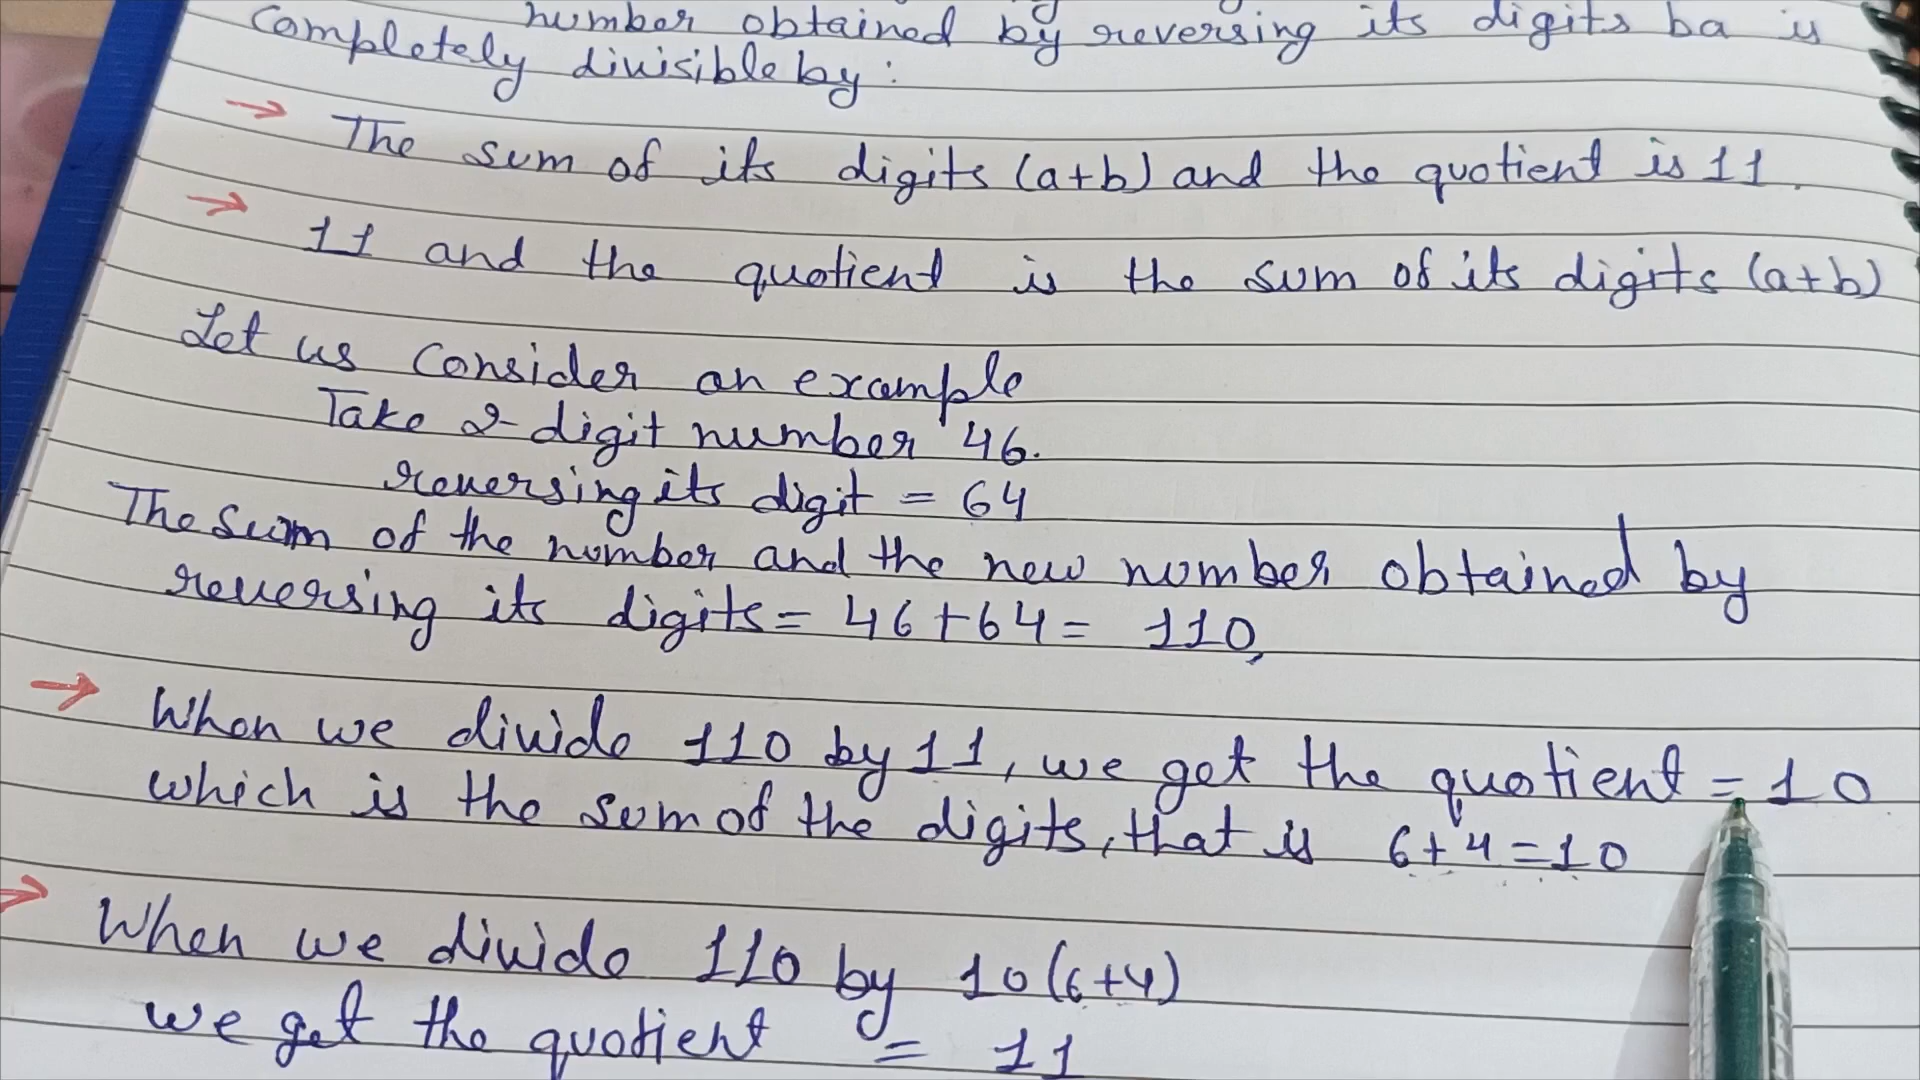 number obtained by reversing its digits ba is
completely divisible by:
→ The sum of its digits (a+b) and the quotient is 11.
→ 11 and the quotient is the sum of its digits (a+b)
Let us consider an example
Take 2-digit number 46.
reversing its digit = 64
The sum of the number and the new number obtained by
reversing its digits = 46+64 = 110,
→ When we divide 110 by 11, we get the quotient = 10
which is the sum of the digits, that is 6+4=10
→ When we divide 110 by 10(6+4)
we get the quotient = 11